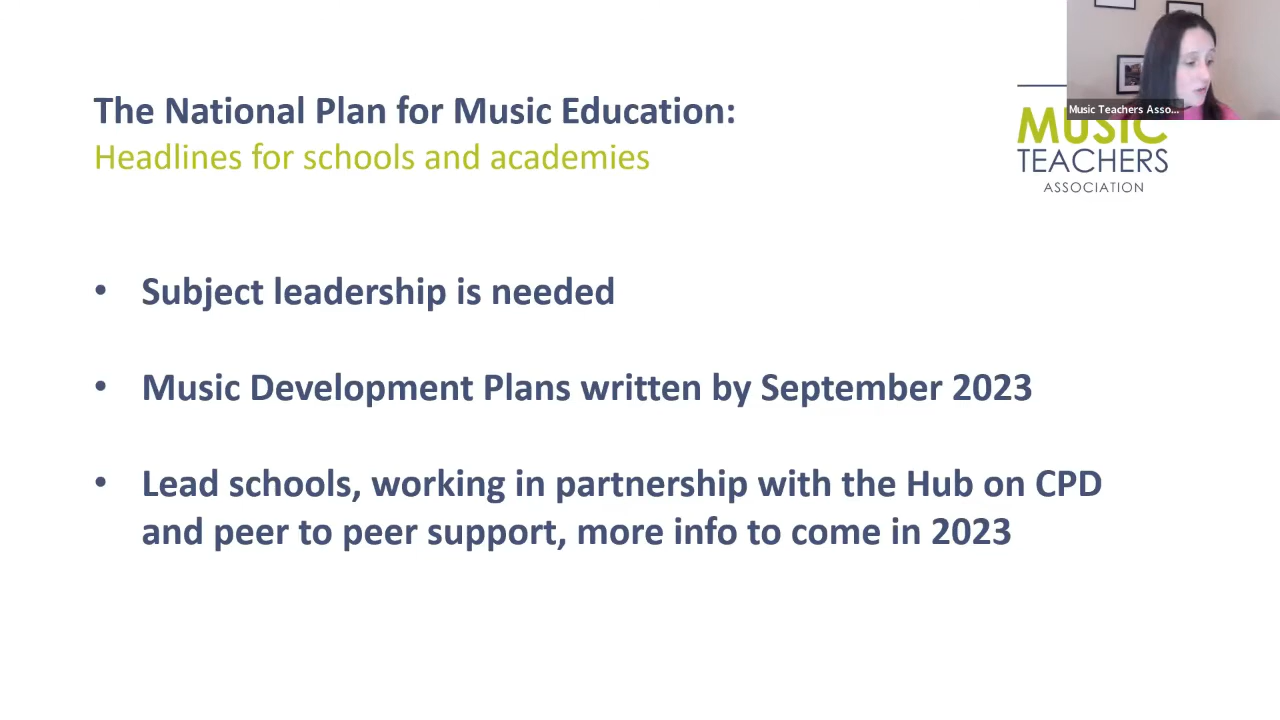 The National Plan for Music Education:
Headlines for schools and academies
Music Teachers Asso...
MUSIC
TEACHERS
ASSOCIATION
• Subject leadership is needed
• Music Development Plans written by September 2023
• Lead schools, working in partnership with the Hub on CPD
and peer to peer support, more info to come in 2023